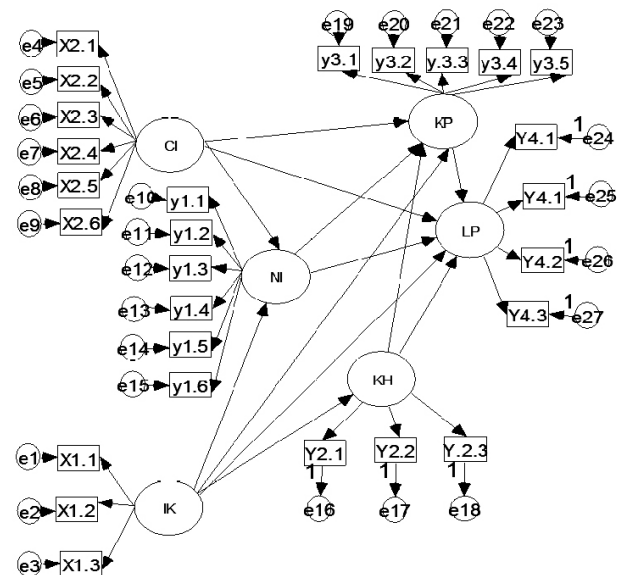 e19 e20 e21 e22 e23
y3.1 y3.2 y.3.3 y3.4 y3.5
e4 X2.1
e5 X2.2
e6 X2.3
e7 X2.4
e8 X2.5
e9 X2.6
CI
KP
Y4.1 1 e24
Y4.1 1 e25
Y4.2 1 e26
Y4.3 1 e27
LP
e10 y1.1
e11 y1.2
e12 y1.3
e13 y1.4
e14 y1.5
e15 y1.6
NI
KH
Y2.1 Y2.2 Y.2.3
1 1 1
e16 e17 e18
e1 X1.1
e2 X1.2
e3 X1.3
IK